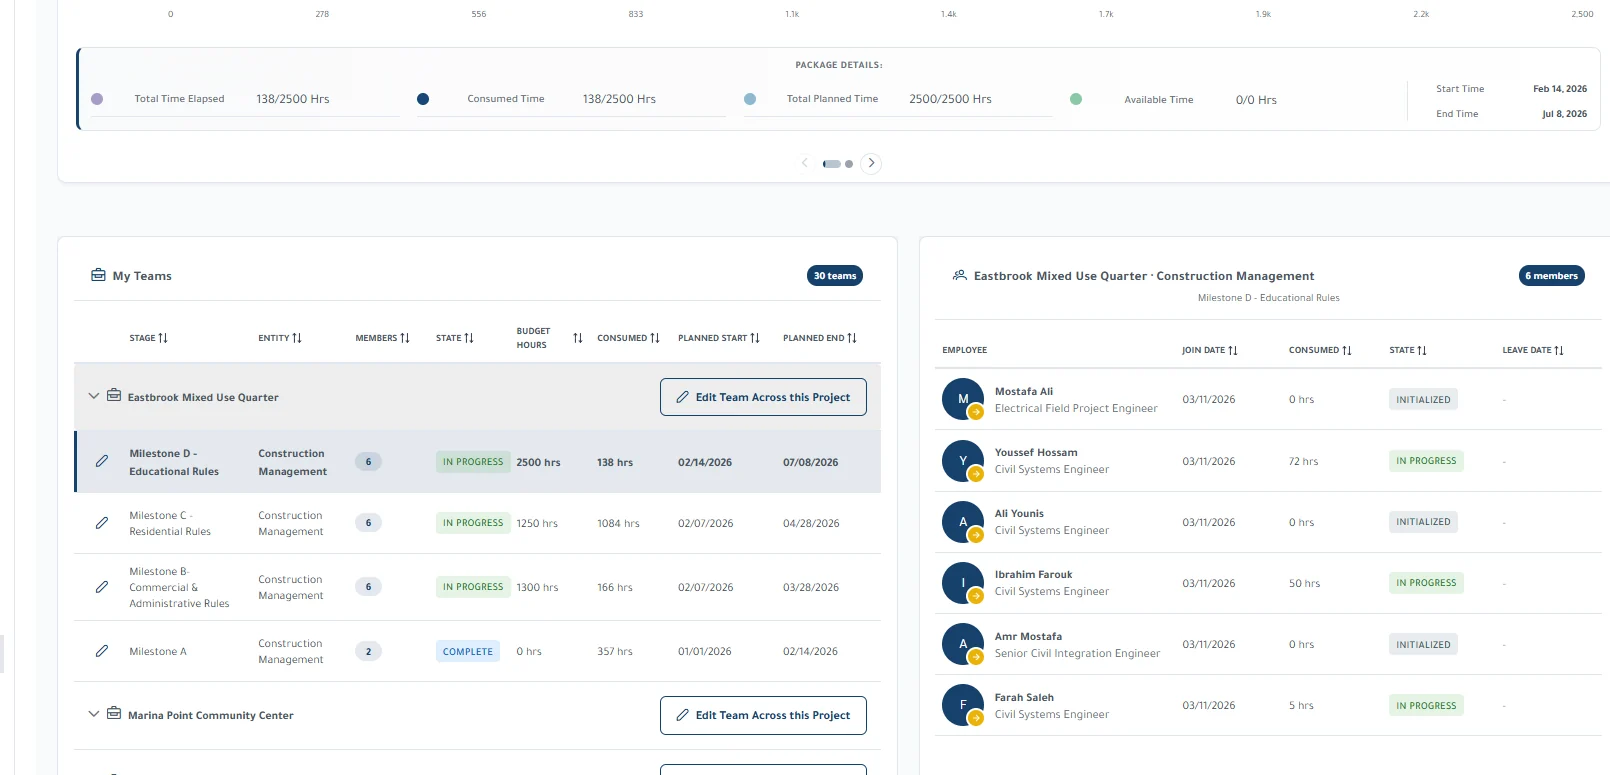 0 278 556 833 1.1k 1.4k 1.7k 1.9k 2.2k 2,500
PACKAGE DETAILS:
Total Time Elapsed 138/2500 Hrs Consumed Time 138/2500 Hrs Total Planned Time 2500/2500 Hrs Available Time 0/0 Hrs
Start Time Feb 14, 2026
End Time Jul 8, 2026
My Teams 30 teams
STAGE ENTITY MEMBERS STATE BUDGET HOURS CONSUMED PLANNED START PLANNED END
Eastbrook Mixed Use Quarter Edit Team Across this Project
Milestone D - Educational Rules Construction Management 6 IN PROGRESS 2500 hrs 138 hrs 02/14/2026 07/08/2026
Milestone C - Residential Rules Construction Management 6 IN PROGRESS 1250 hrs 1084 hrs 02/07/2026 04/28/2026
Milestone B- Commercial & Administrative Rules Construction Management 6 IN PROGRESS 1300 hrs 166 hrs 02/07/2026 03/28/2026
Milestone A Construction Management 2 COMPLETE 0 hrs 357 hrs 01/01/2026 02/14/2026
Marina Point Community Center Edit Team Across this Project
Eastbrook Mixed Use Quarter · Construction Management 6 members
Milestone D - Educational Rules
EMPLOYEE JOIN DATE CONSUMED STATE LEAVE DATE
M Mostafa Ali Electrical Field Project Engineer 03/11/2026 0 hrs INITIALIZED -
Y Youssef Hossam Civil Systems Engineer 03/11/2026 72 hrs IN PROGRESS -
A Ali Younis Civil Systems Engineer 03/11/2026 0 hrs INITIALIZED -
I Ibrahim Farouk Civil Systems Engineer 03/11/2026 50 hrs IN PROGRESS -
A Amr Mostafa Senior Civil Integration Engineer 03/11/2026 0 hrs INITIALIZED -
F Farah Saleh Civil Systems Engineer 03/11/2026 5 hrs IN PROGRESS -